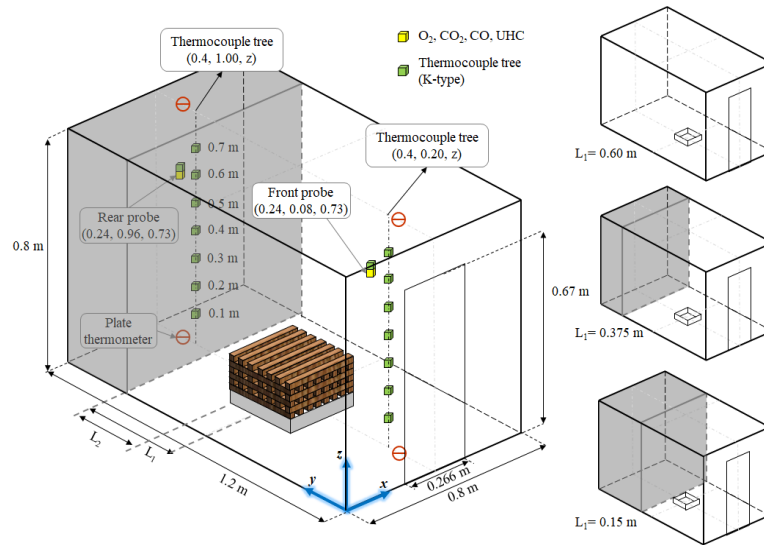 Thermocouple tree
(0.4, 1.00, z)
O₂, CO₂, CO, UHC
Thermocouple tree
(K-type)
Thermocouple tree
(0.4, 0.20, z)
0.7 m
0.6 m
0.5 m
0.4 m
0.3 m
0.2 m
0.1 m
Front probe
(0.24, 0.08, 0.73)
Rear probe
(0.24, 0.96, 0.73)
0.8 m
Plate
thermometer
0.67 m
L₂
L₁
1.2 m
y
z
x
0.266 m
0.8 m
L₁= 0.60 m
L₁= 0.375 m
L₁= 0.15 m